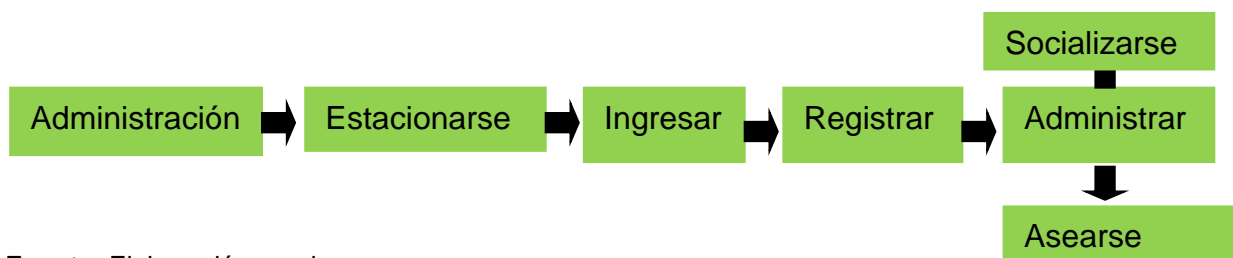 Socializarse
Administración
Estacionarse
Ingresar
Registrar
Administrar
Asearse